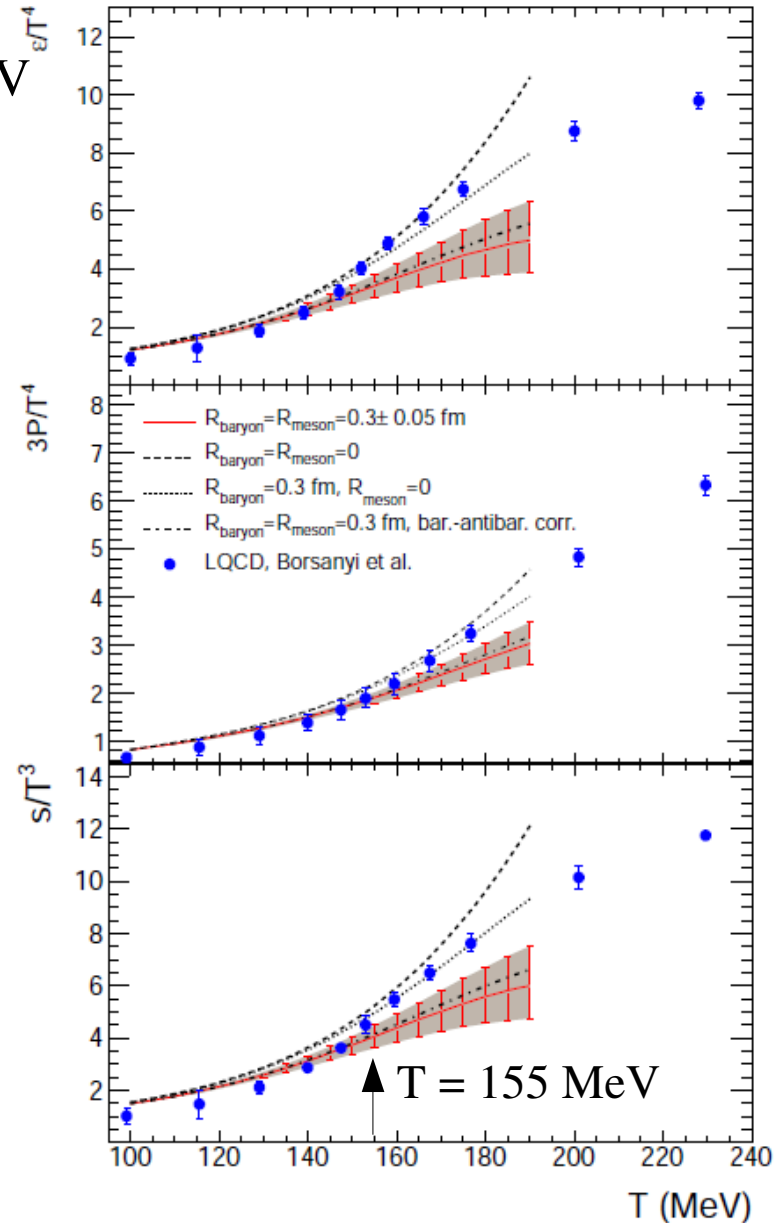 ε/T⁴
V
12
10
8
6
4
2
3P/T⁴
8
7
6
5
4
3
2
1
R_baryon=R_meson=0.3± 0.05 fm
R_baryon=R_meson=0
R_baryon=0.3 fm, R_meson=0
R_baryon=R_meson=0.3 fm, bar.-antibar. corr.
LQCD, Borsanyi et al.
s/T³
14
12
10
8
6
4
2
T = 155 MeV
100 120 140 160 180 200 220 240
T (MeV)